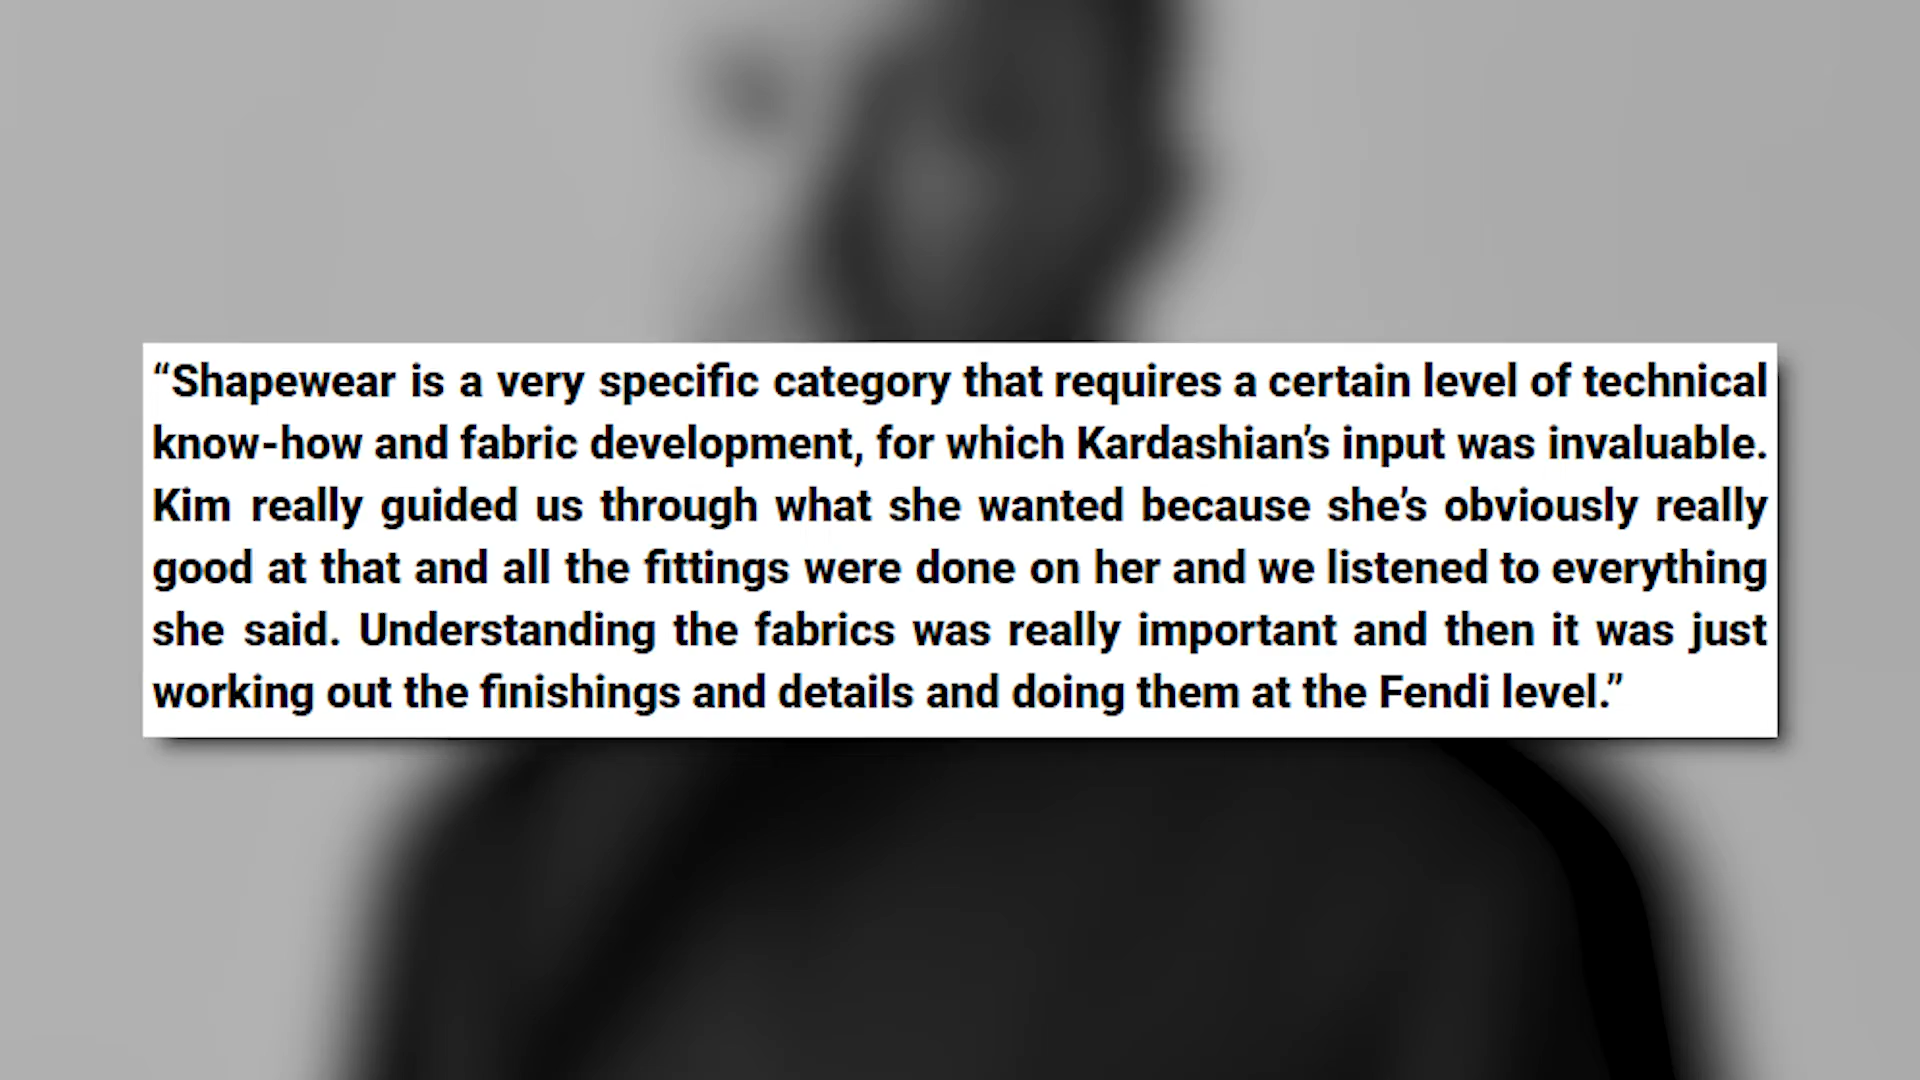 “Shapewear is a very specific category that requires a certain level of technical
know-how and fabric development, for which Kardashian’s input was invaluable.
Kim really guided us through what she wanted because she’s obviously really
good at that and all the fittings were done on her and we listened to everything
she said. Understanding the fabrics was really important and then it was just
working out the finishings and details and doing them at the Fendi level.”